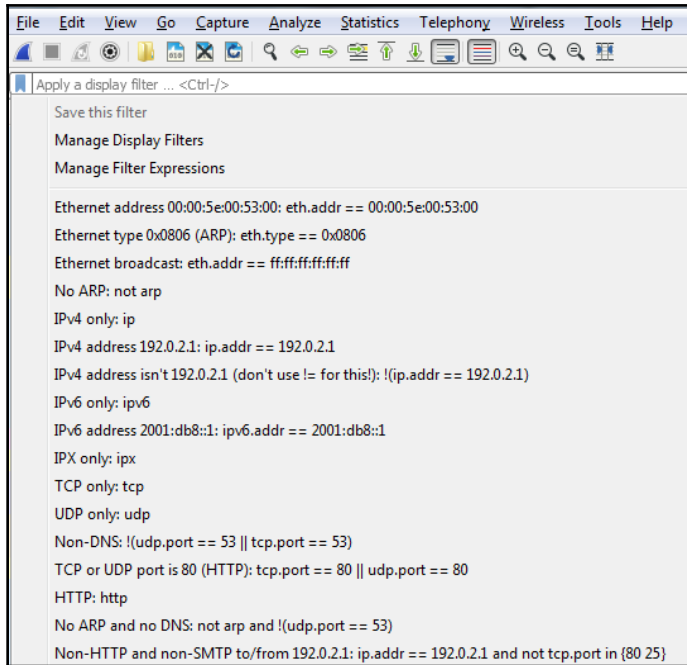 File Edit View Go Capture Analyze Statistics Telephony Wireless Tools Help
Apply a display filter ... <Ctrl-/>
Save this filter
Manage Display Filters
Manage Filter Expressions
Ethernet address 00:00:5e:00:53:00: eth.addr == 00:00:5e:00:53:00
Ethernet type 0x0806 (ARP): eth.type == 0x0806
Ethernet broadcast: eth.addr == ff:ff:ff:ff:ff:ff
No ARP: not arp
IPv4 only: ip
IPv4 address 192.0.2.1: ip.addr == 192.0.2.1
IPv4 address isn't 192.0.2.1 (don't use != for this!): !(ip.addr == 192.0.2.1)
IPv6 only: ipv6
IPv6 address 2001:db8::1: ipv6.addr == 2001:db8::1
IPX only: ipx
TCP only: tcp
UDP only: udp
Non-DNS: !(udp.port == 53 || tcp.port == 53)
TCP or UDP port is 80 (HTTP): tcp.port == 80 || udp.port == 80
HTTP: http
No ARP and no DNS: not arp and !(udp.port == 53)
Non-HTTP and non-SMTP to/from 192.0.2.1: ip.addr == 192.0.2.1 and not tcp.port in {80 25}